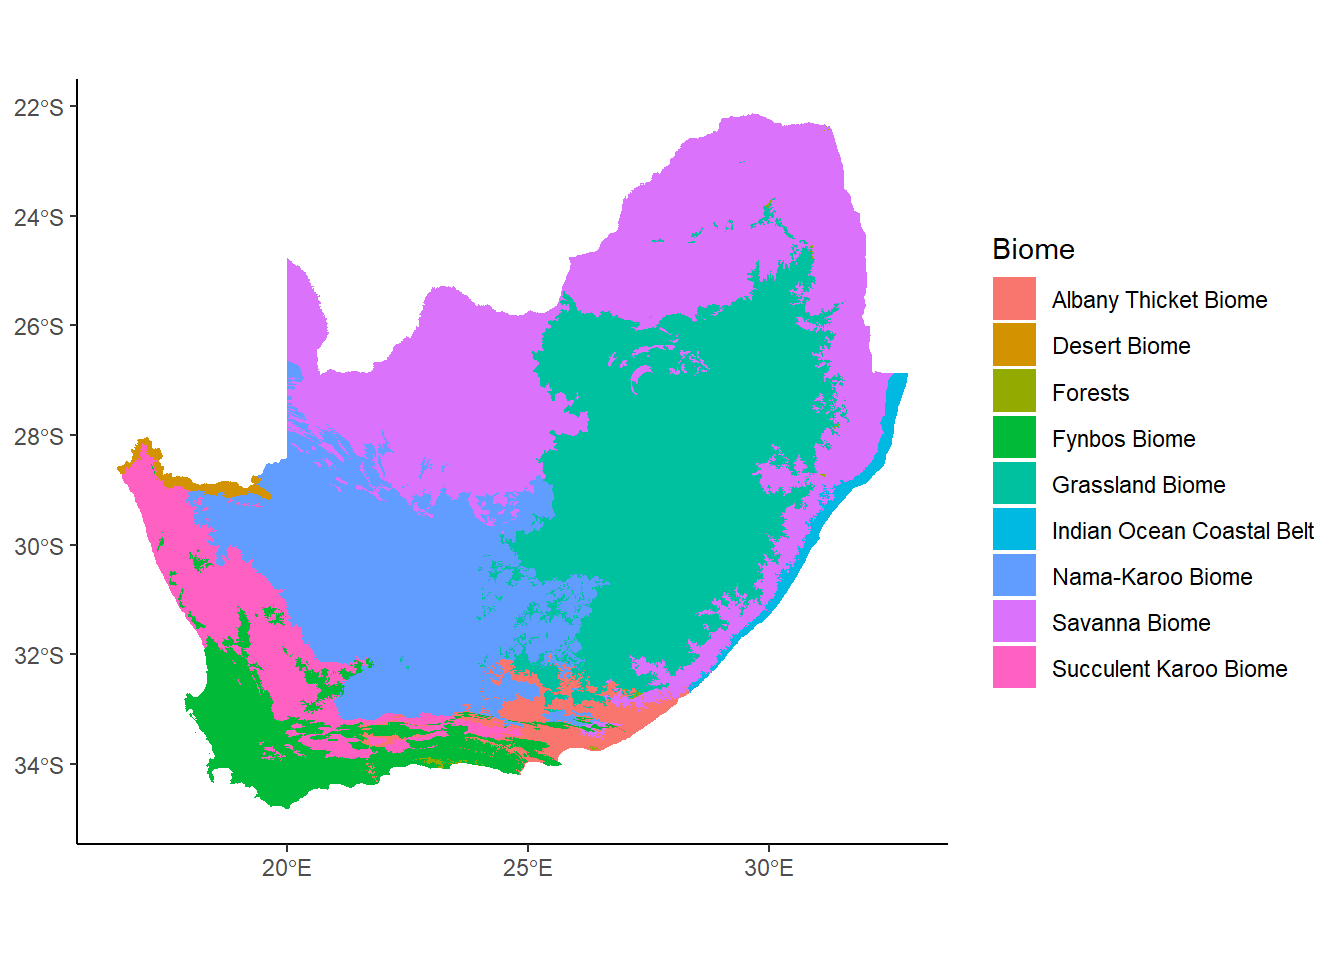 22°S
24°S
26°S
28°S
30°S
32°S
34°S
20°E
25°E
30°E
Biome
Albany Thicket Biome
Desert Biome
Forests
Fynbos Biome
Grassland Biome
Indian Ocean Coastal Belt
Nama-Karoo Biome
Savanna Biome
Succulent Karoo Biome